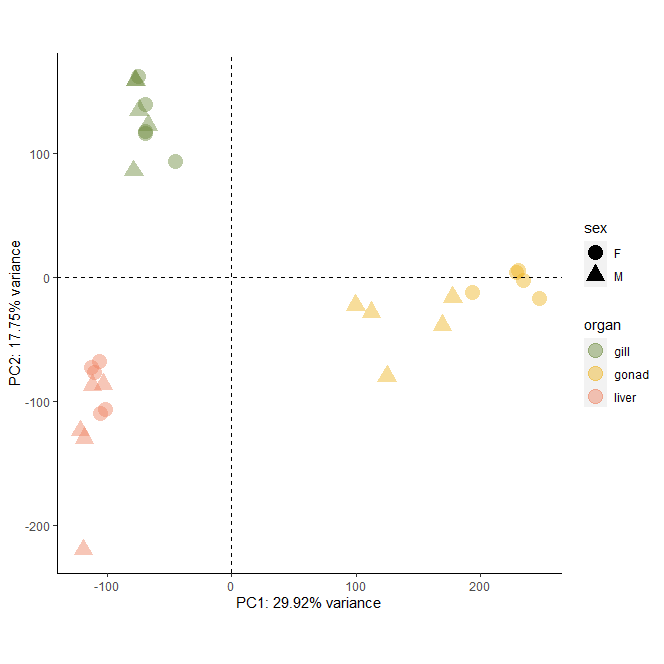 100
0
-100
-200
PC2: 17.75% variance
-100
0
100
200
PC1: 29.92% variance
sex
F
M
organ
gill
gonad
liver